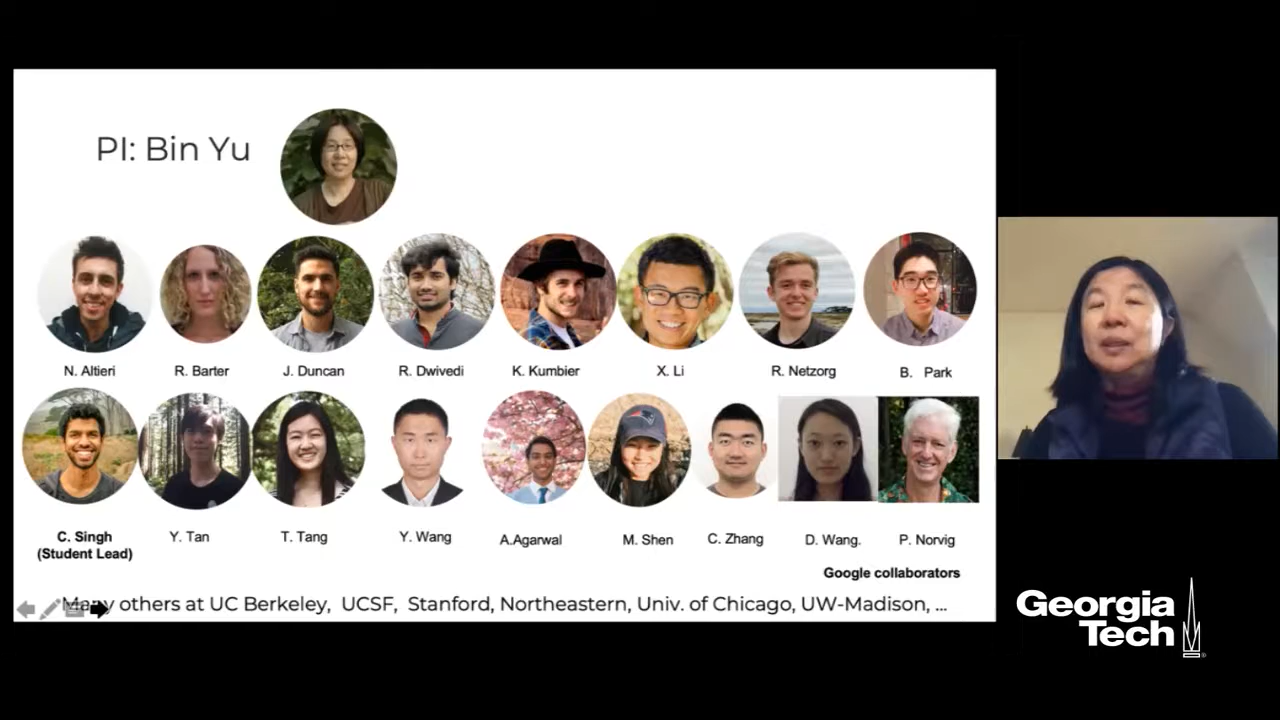 PI: Bin Yu
N. Altieri
R. Barter
J. Duncan
R. Dwivedi
K. Kumbier
X. Li
R. Netzorg
B. Park
C. Singh
(Student Lead)
Y. Tan
T. Tang
Y. Wang
A.Agarwal
M. Shen
C. Zhang
D. Wang.
P. Norvig
Google collaborators
Many others at UC Berkeley, UCSF, Stanford, Northeastern, Univ. of Chicago, UW-Madison, ...
Georgia
Tech